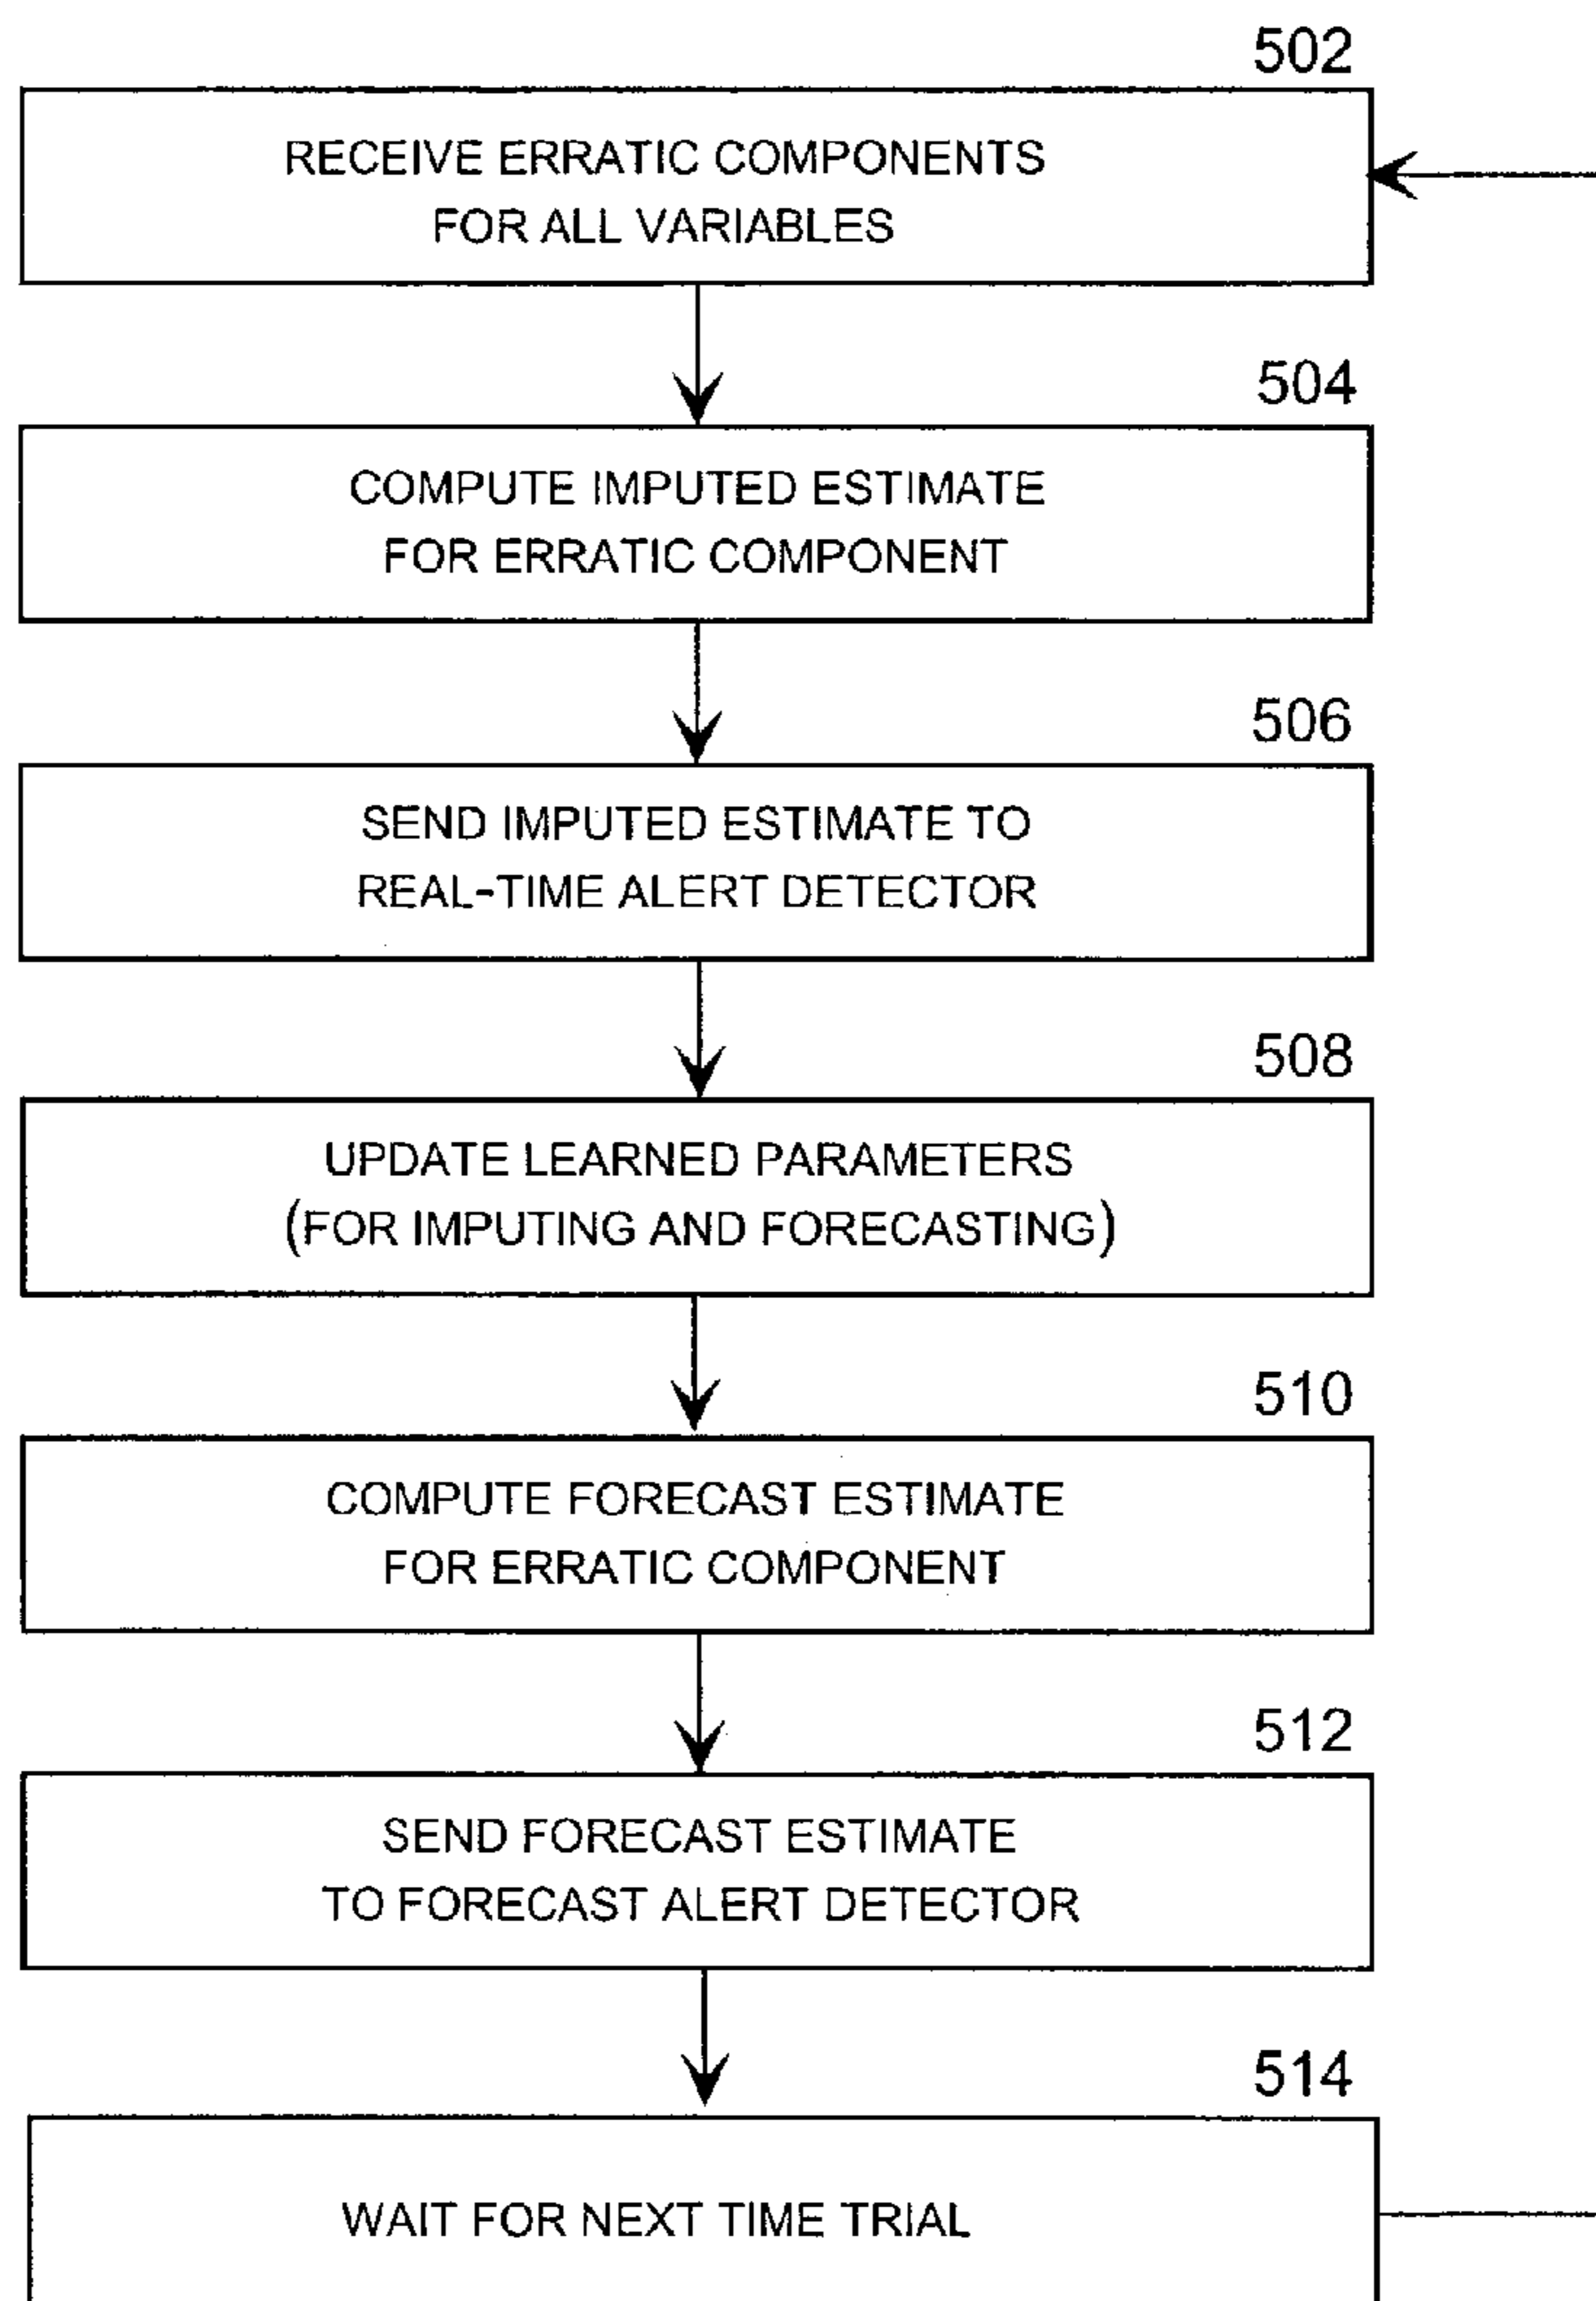 502
RECEIVE ERRATIC COMPONENTS
FOR ALL VARIABLES
504
COMPUTE IMPUTED ESTIMATE
FOR ERRATIC COMPONENT
506
SEND IMPUTED ESTIMATE TO
REAL-TIME ALERT DETECTOR
508
UPDATE LEARNED PARAMETERS
(FOR IMPUTING AND FORECASTING)
510
COMPUTE FORECAST ESTIMATE
FOR ERRATIC COMPONENT
512
SEND FORECAST ESTIMATE
TO FORECAST ALERT DETECTOR
514
WAIT FOR NEXT TIME TRIAL